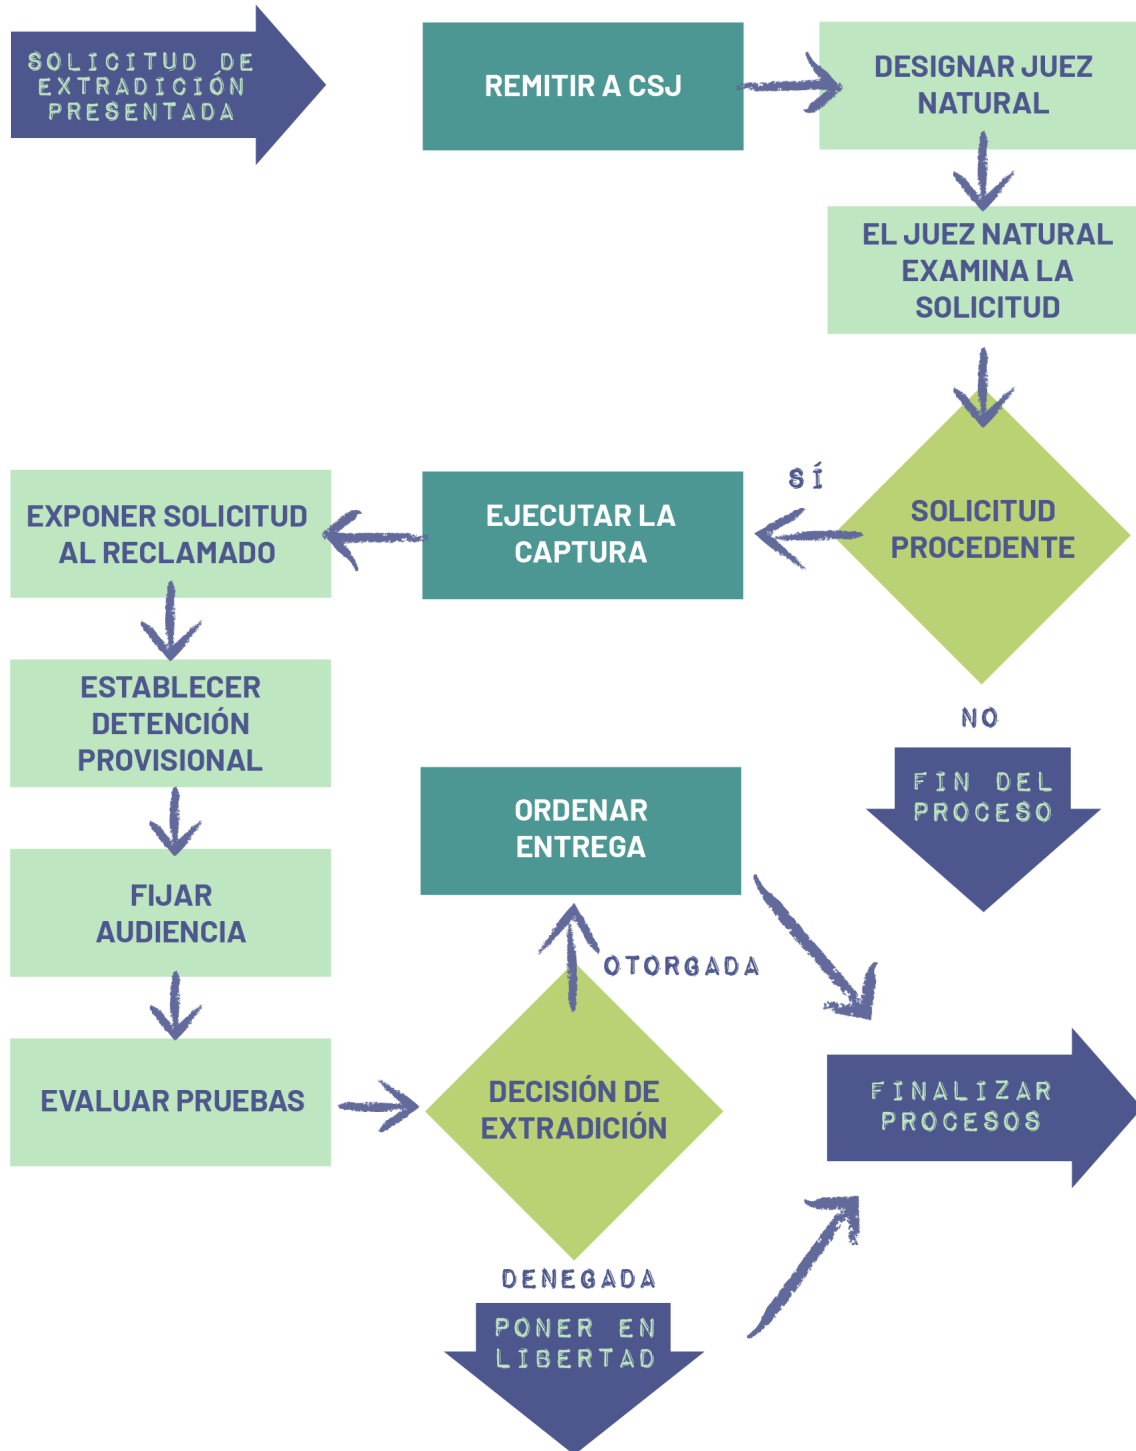 SOLICITUD DE
EXTRADICIÓN
PRESENTADA
REMITIR A CSJ
DESIGNAR JUEZ
NATURAL
EL JUEZ NATURAL
EXAMINA LA
SOLICITUD
SOLICITUD
PROCEDENTE
SÍ
EJECUTAR LA
CAPTURA
EXPONER SOLICITUD
AL RECLAMADO
NO
FIN DEL
PROCESO
ESTABLECER
DETENCIÓN
PROVISIONAL
FIJAR
AUDIENCIA
EVALUAR PRUEBAS
DECISIÓN DE
EXTRADICIÓN
OTORGADA
ORDENAR
ENTREGA
DENEGADA
PONER EN
LIBERTAD
FINALIZAR
PROCESOS